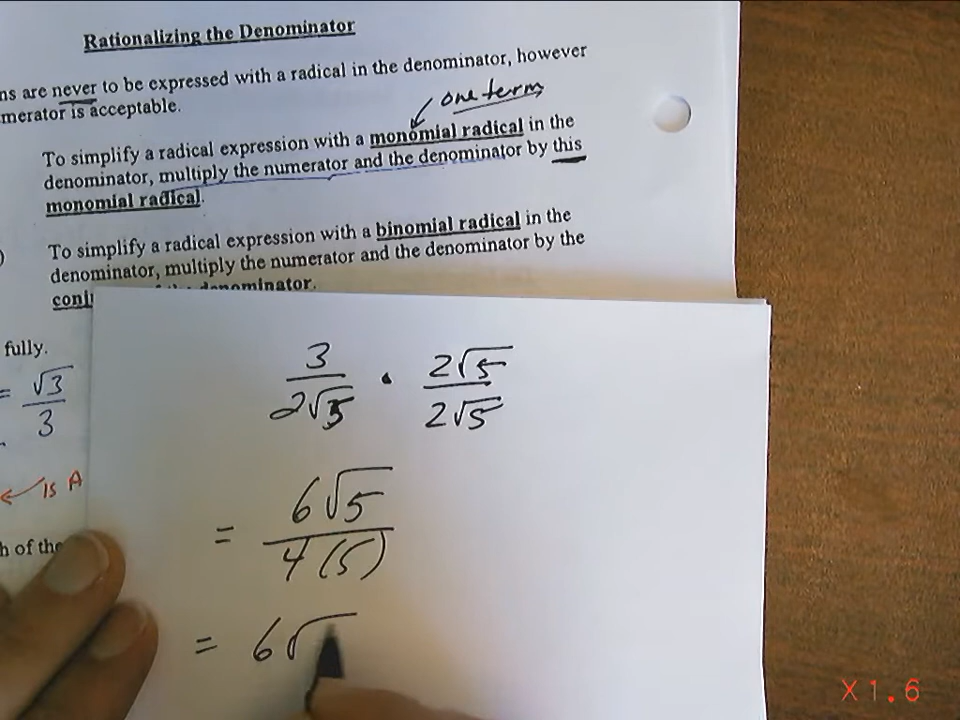 Rationalizing the Denominator
ns are never to be expressed with a radical in the denominator, however
merator is acceptable.
one term
To simplify a radical expression with a monomial radical in the
denominator, multiply the numerator and the denominator by this
monomial radical.
)
To simplify a radical expression with a binomial radical in the
denominator, multiply the numerator and the denominator by the
conj denominator.
fully.
= √3/3
← IS A
h of the
3/2√5 · 2√5/2√5
= 6√5/4(5)
= 6√
X1.6